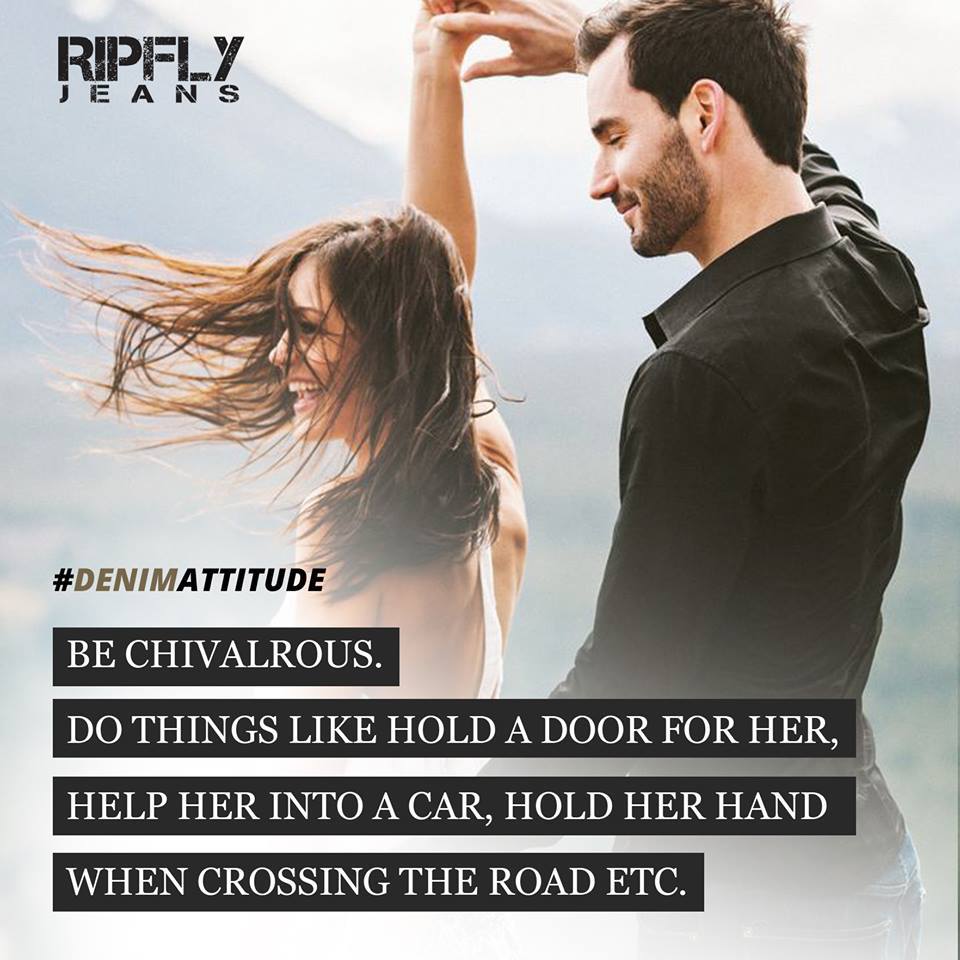 RIPFLY
JEANS
#DENIMATTITUDE
BE CHIVALROUS.
DO THINGS LIKE HOLD A DOOR FOR HER,
HELP HER INTO A CAR, HOLD HER HAND
WHEN CROSSING THE ROAD ETC.